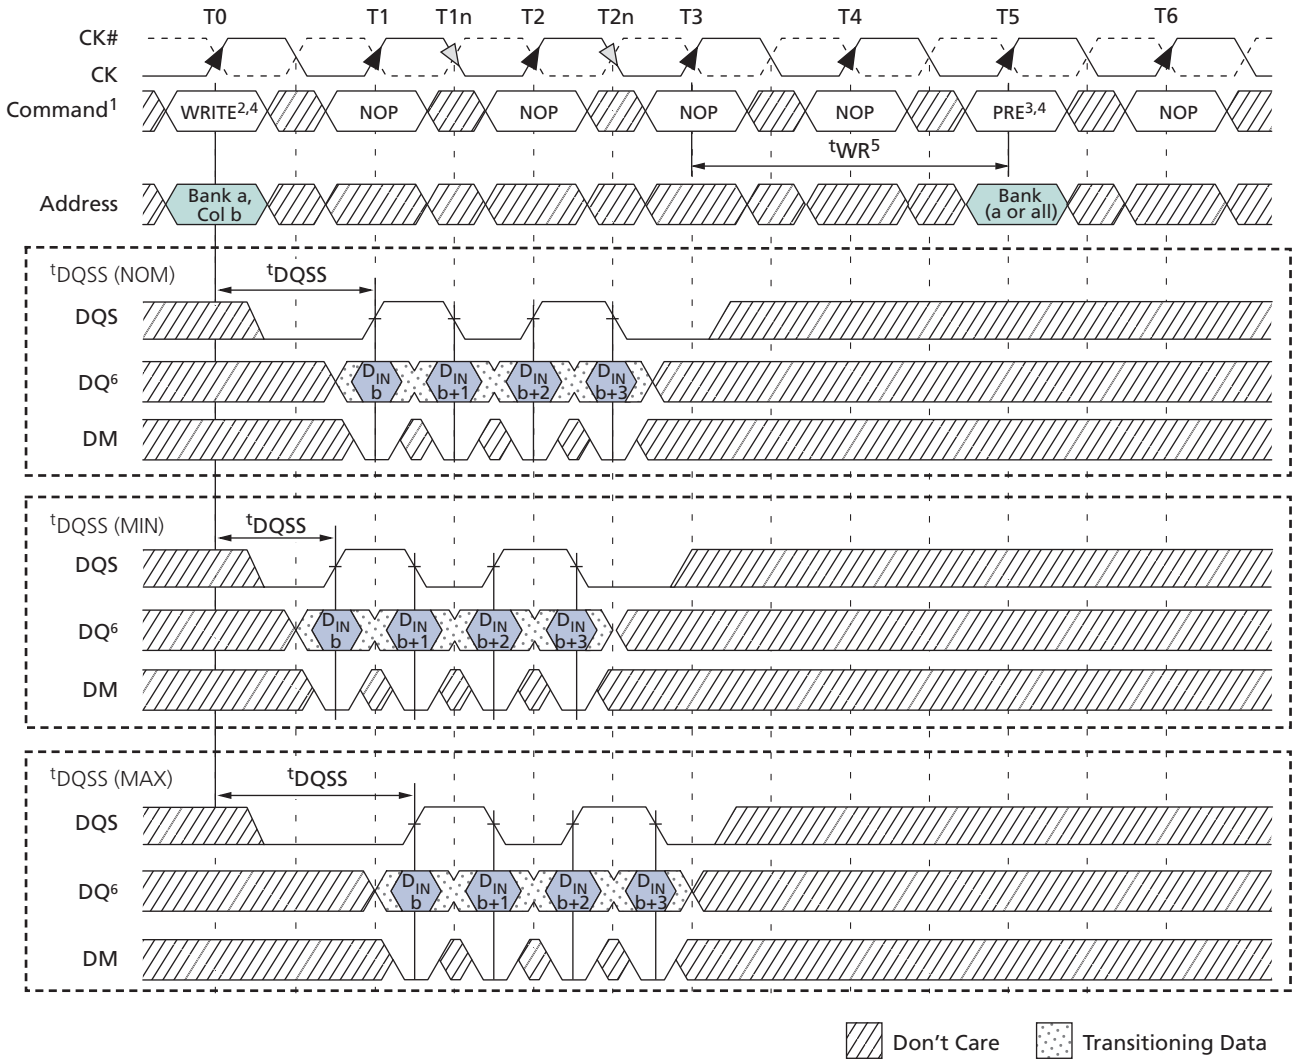 T0 T1 T1n T2 T2n T3 T4 T5 T6
CK#
CK
Command1 WRITE2,4 NOP NOP NOP NOP PRE3,4 NOP
tWR5
Address Bank a, Col b Bank (a or all)
tDQSS (NOM) tDQSS
DQS
DQ6 DIN b DIN b+1 DIN b+2 DIN b+3
DM
tDQSS (MIN) tDQSS
DQS
DQ6 DIN b DIN b+1 DIN b+2 DIN b+3
DM
tDQSS (MAX) tDQSS
DQS
DQ6 DIN b DIN b+1 DIN b+2 DIN b+3
DM
Don't Care Transitioning Data